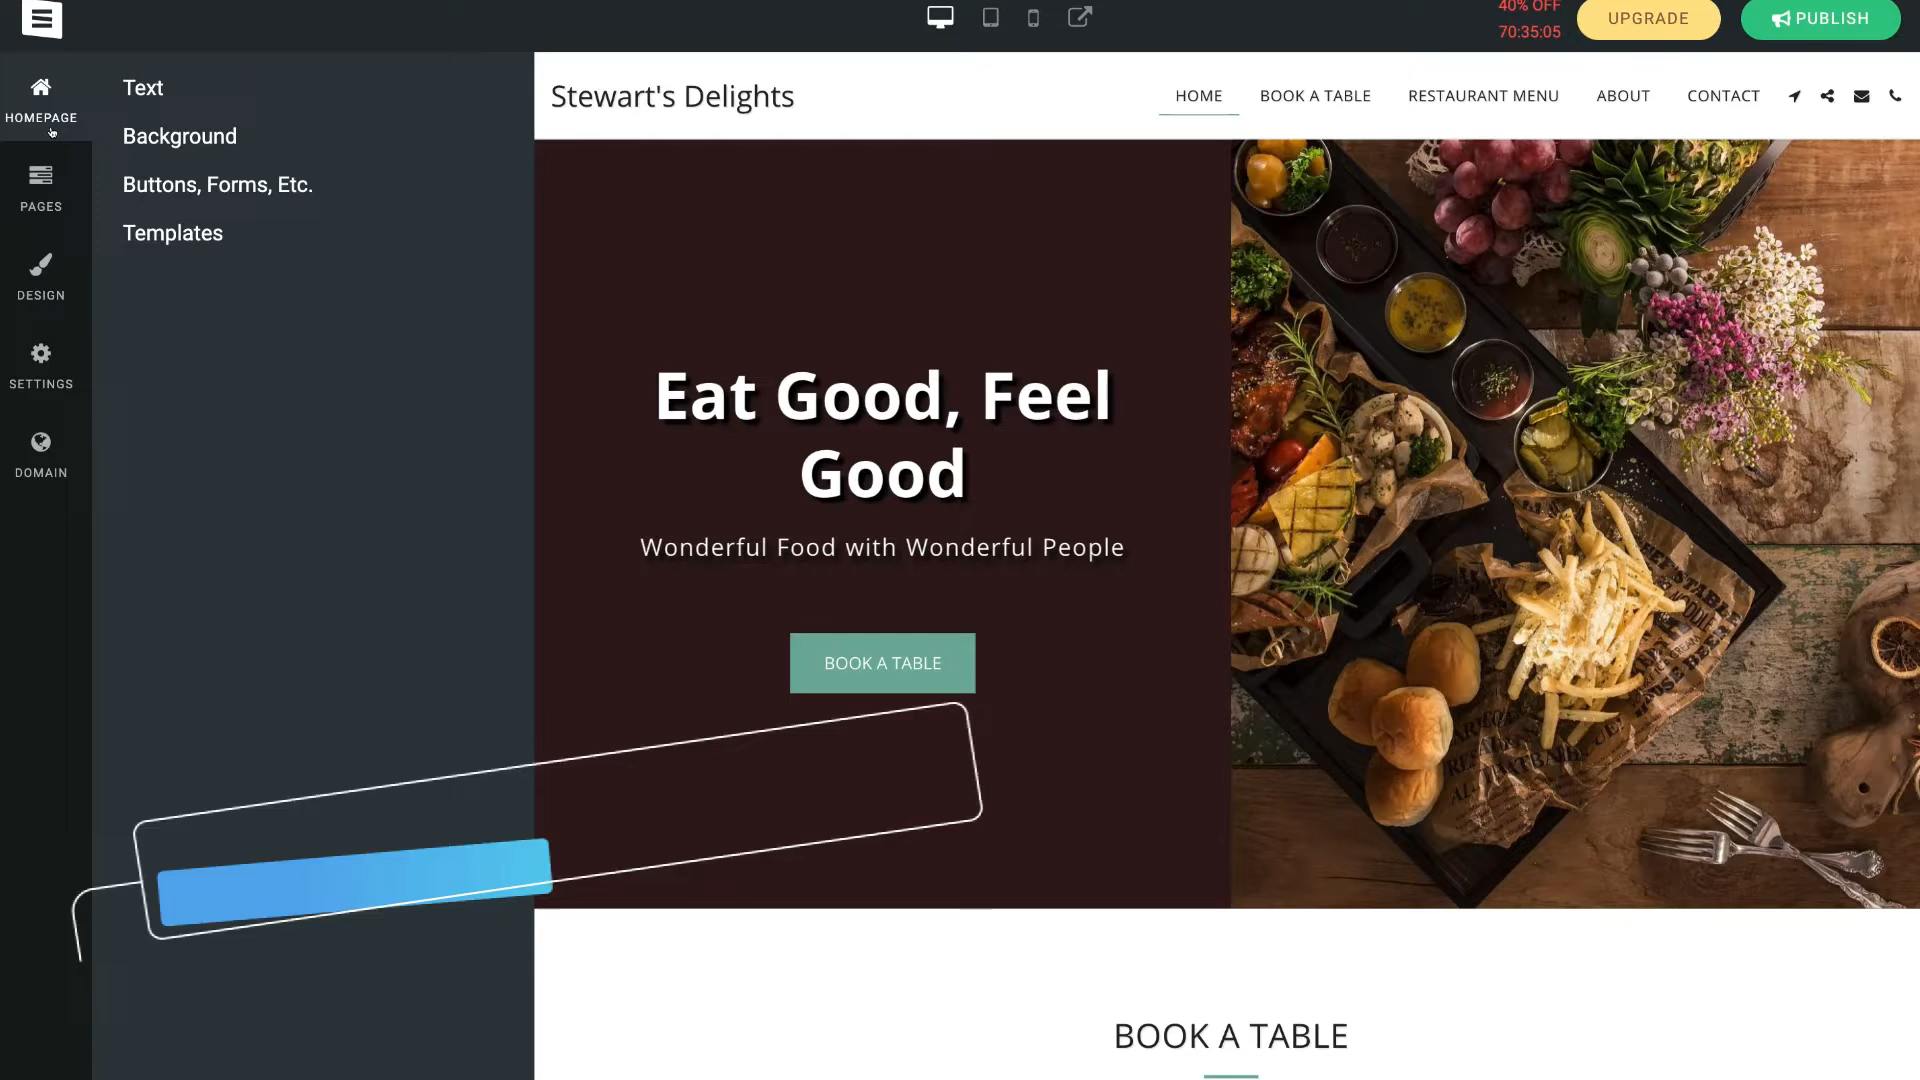 40% OFF
70:35:05
UPGRADE
PUBLISH
HOMEPAGE
PAGES
DESIGN
SETTINGS
DOMAIN
Text
Background
Buttons, Forms, Etc.
Templates
Stewart's Delights
HOME
BOOK A TABLE
RESTAURANT MENU
ABOUT
CONTACT
Eat Good, Feel
Good
Wonderful Food with Wonderful People
BOOK A TABLE
BOOK A TABLE